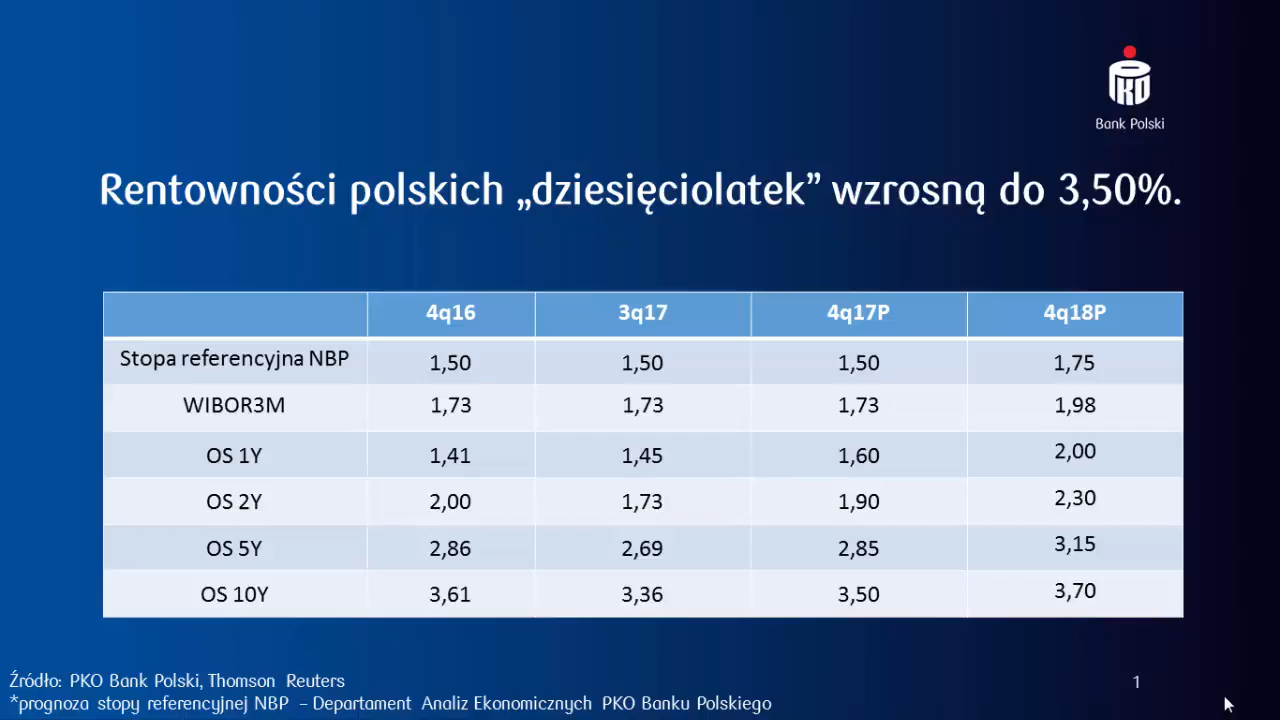 PKO
Bank Polski
Rentowności polskich „dziesięciolatek” wzrosną do 3,50%.
4q16 3q17 4q17P 4q18P
Stopa referencyjna NBP 1,50 1,50 1,50 1,75
WIBOR3M 1,73 1,73 1,73 1,98
OS 1Y 1,41 1,45 1,60 2,00
OS 2Y 2,00 1,73 1,90 2,30
OS 5Y 2,86 2,69 2,85 3,15
OS 10Y 3,61 3,36 3,50 3,70
Źródło: PKO Bank Polski, Thomson Reuters
*prognoza stopy referencyjnej NBP – Departament Analiz Ekonomicznych PKO Banku Polskiego
1